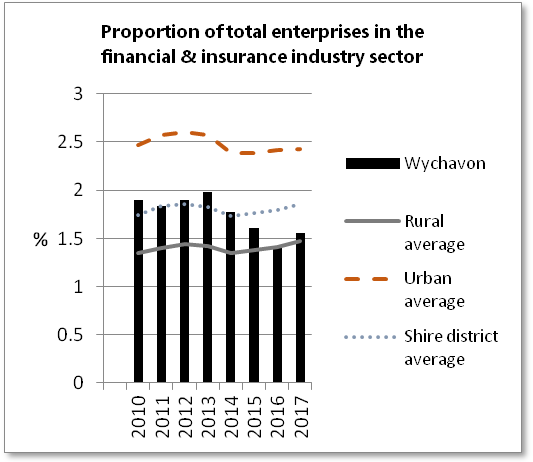 Proportion of total enterprises in the
financial & insurance industry sector
3
2.5
2
1.5
1
0.5
0
%
2010
2011
2012
2013
2014
2015
2016
2017
Wychavon
Rural
average
Urban
average
Shire district
average